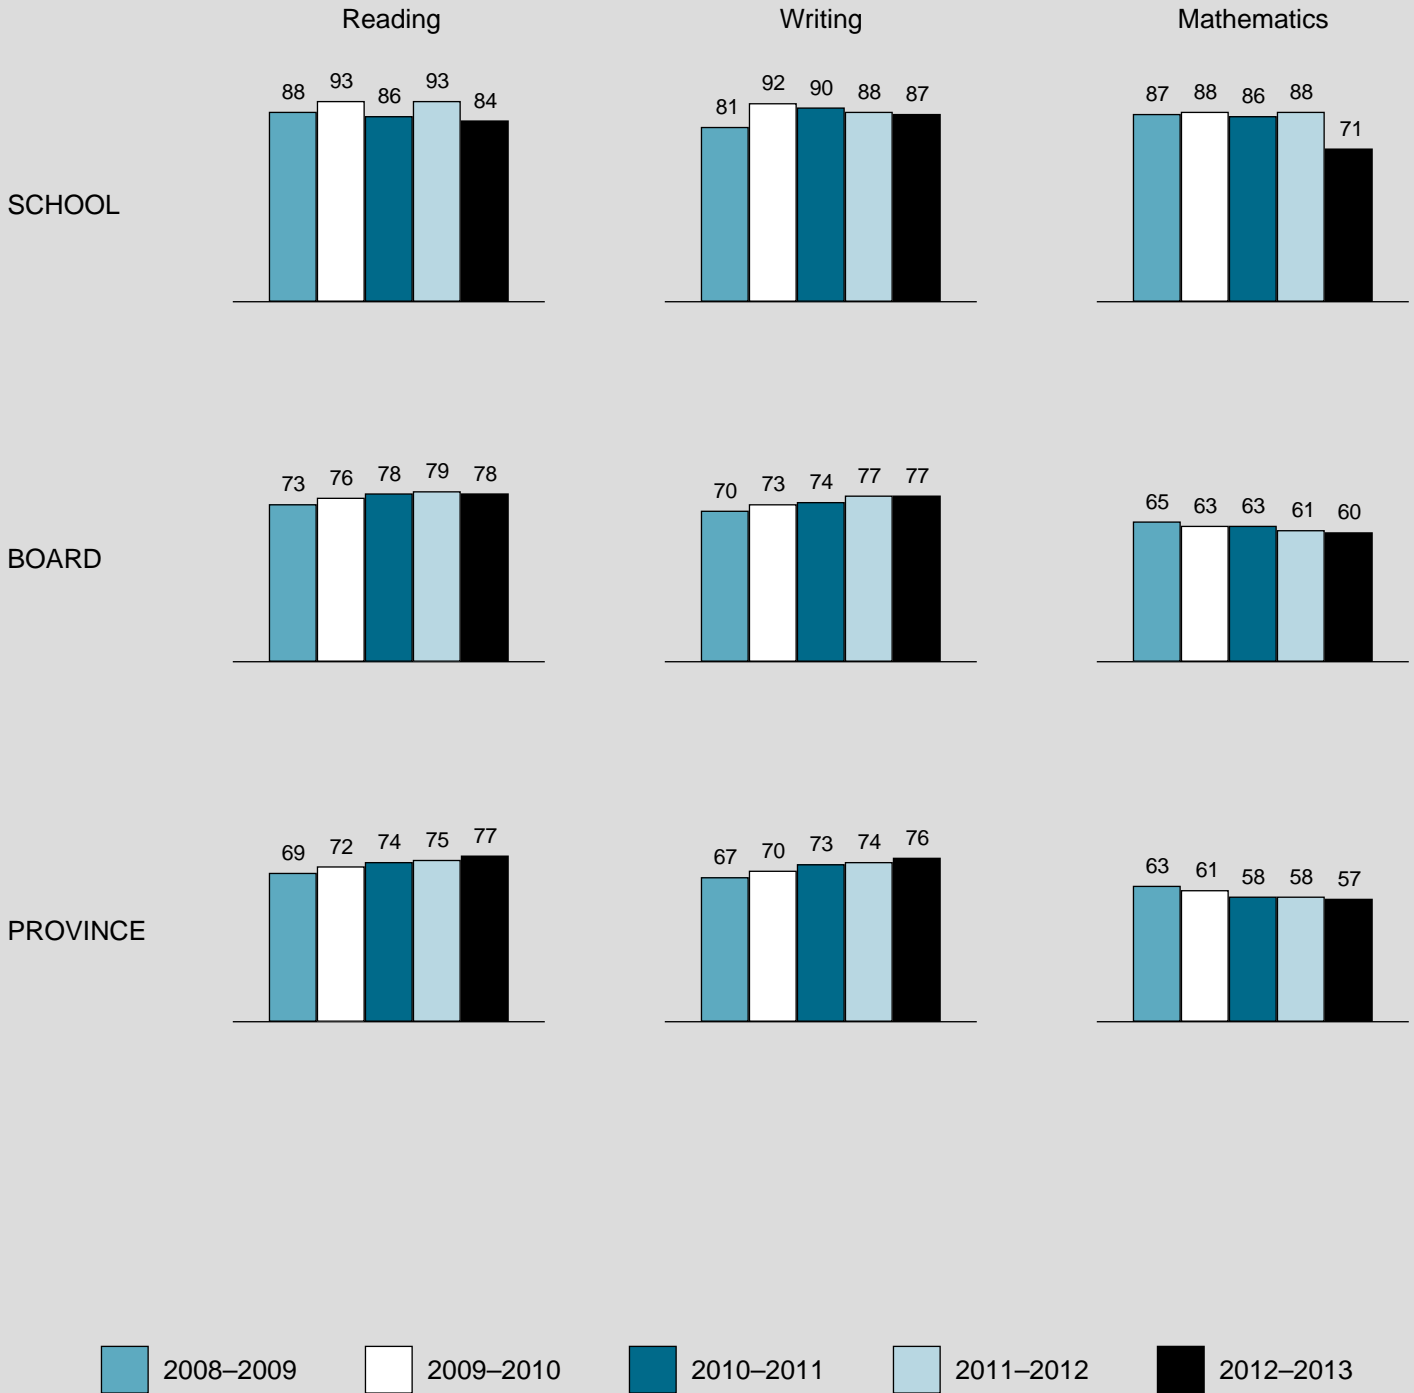 Reading Writing Mathematics
SCHOOL
88 93 86 93 84
81 92 90 88 87
87 88 86 88 71
BOARD
73 76 78 79 78
70 73 74 77 77
65 63 63 61 60
PROVINCE
69 72 74 75 77
67 70 73 74 76
63 61 58 58 57
2008–2009 2009–2010 2010–2011 2011–2012 2012–2013